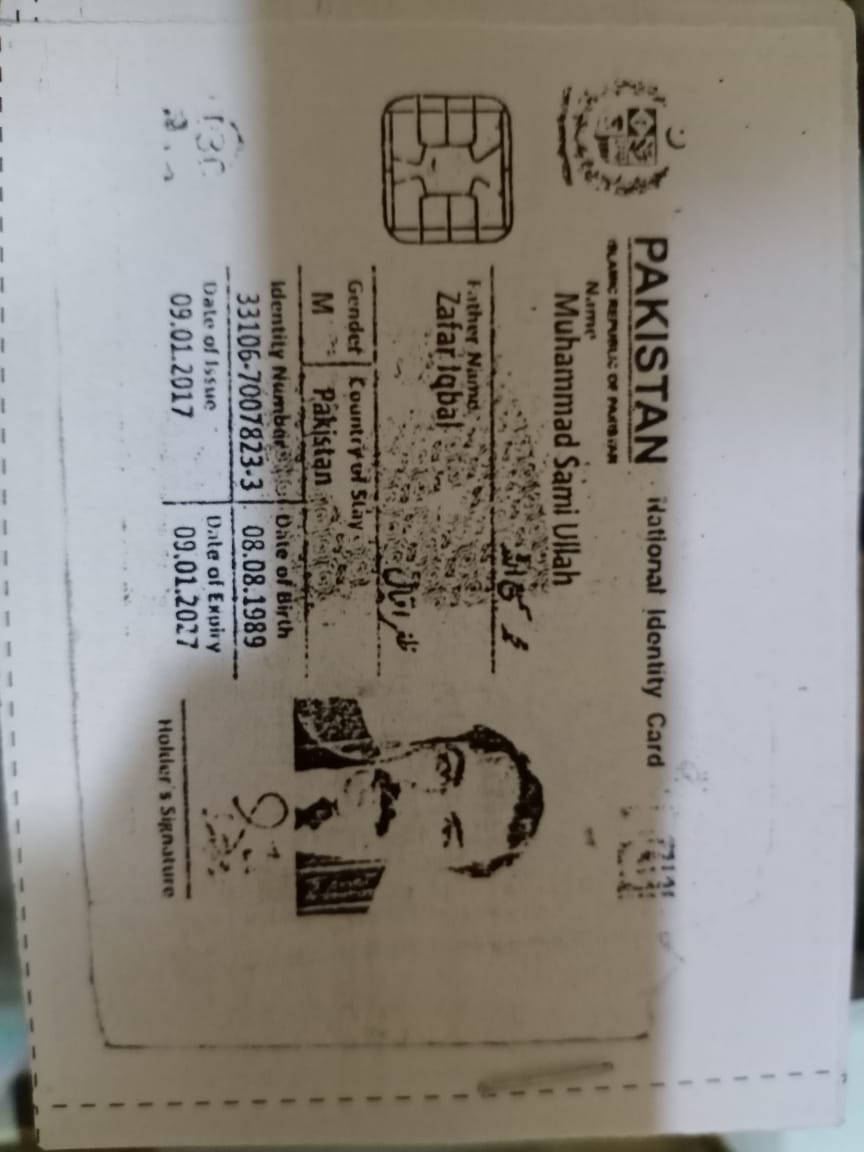 PAKISTAN National Identity Card
ISLAMIC REPUBLIC OF PAKISTAN
Name
Muhammad Sami Ullah
Father Name
Zafar Iqbal
ظفر اقبال
Gender Country of Stay
M Pakistan
Identity Number Date of Birth
33106-7007823-3 08.08.1989
Date of Issue Date of Expiry
09.01.2017 09.01.2027
Holder's Signature